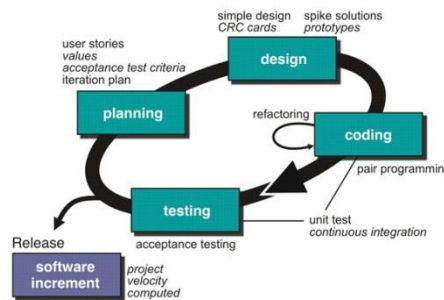 simple design
CRC cards
spike solutions
prototypes
user stories
values
acceptance test criteria
iteration plan
design
planning
refactoring
coding
pair programmin
testing
unit test
continuous integration
acceptance testing
Release
software
increment
project
velocity
computed